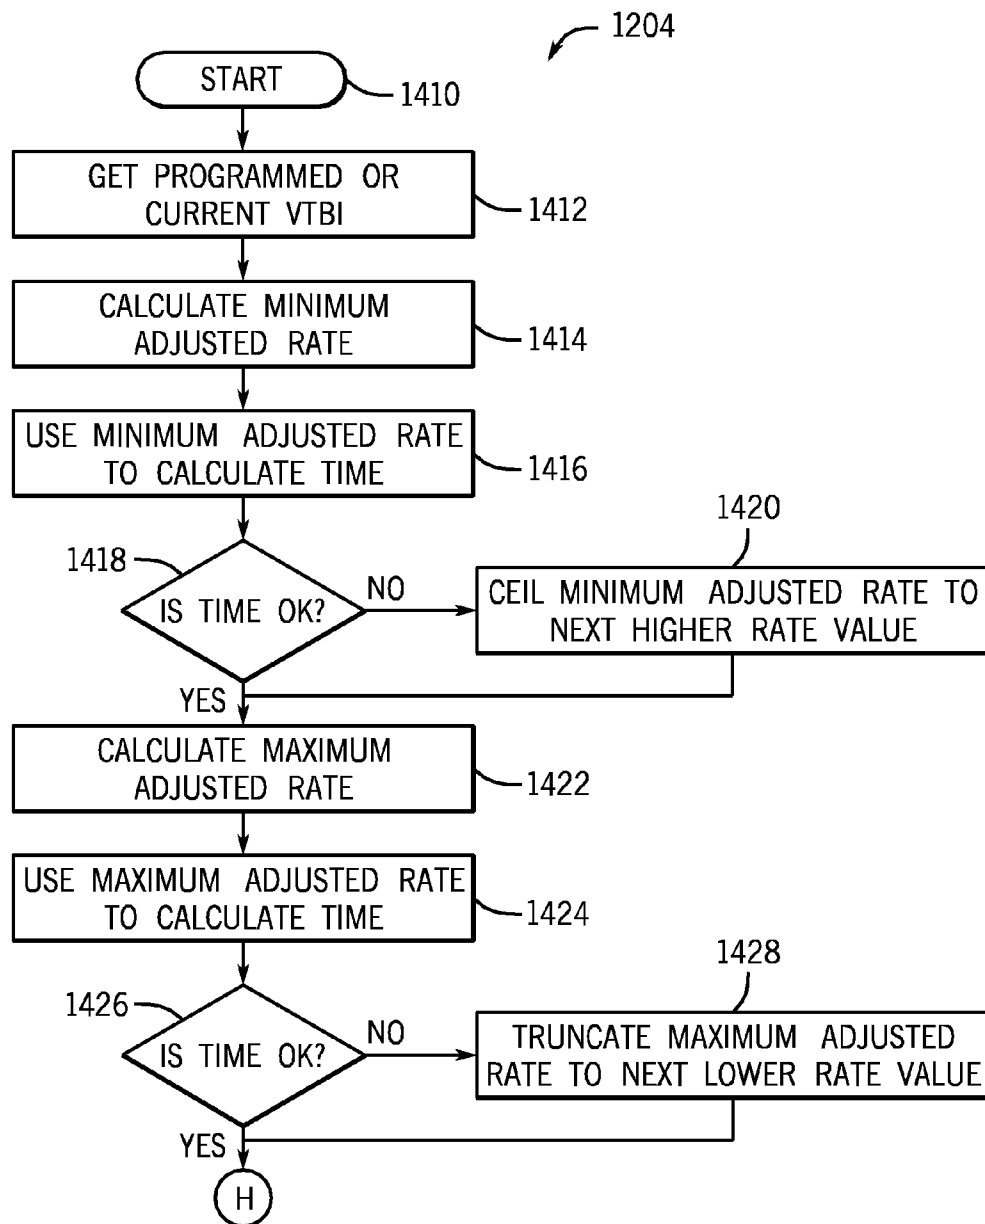 1204
START
1410
GET PROGRAMMED OR
CURRENT VTBI
1412
CALCULATE MINIMUM
ADJUSTED RATE
1414
USE MINIMUM ADJUSTED RATE
TO CALCULATE TIME
1416
1418
IS TIME OK?
NO
1420
CEIL MINIMUM ADJUSTED RATE TO
NEXT HIGHER RATE VALUE
YES
CALCULATE MAXIMUM
ADJUSTED RATE
1422
USE MAXIMUM ADJUSTED RATE
TO CALCULATE TIME
1424
1426
IS TIME OK?
NO
1428
TRUNCATE MAXIMUM ADJUSTED
RATE TO NEXT LOWER RATE VALUE
YES
H